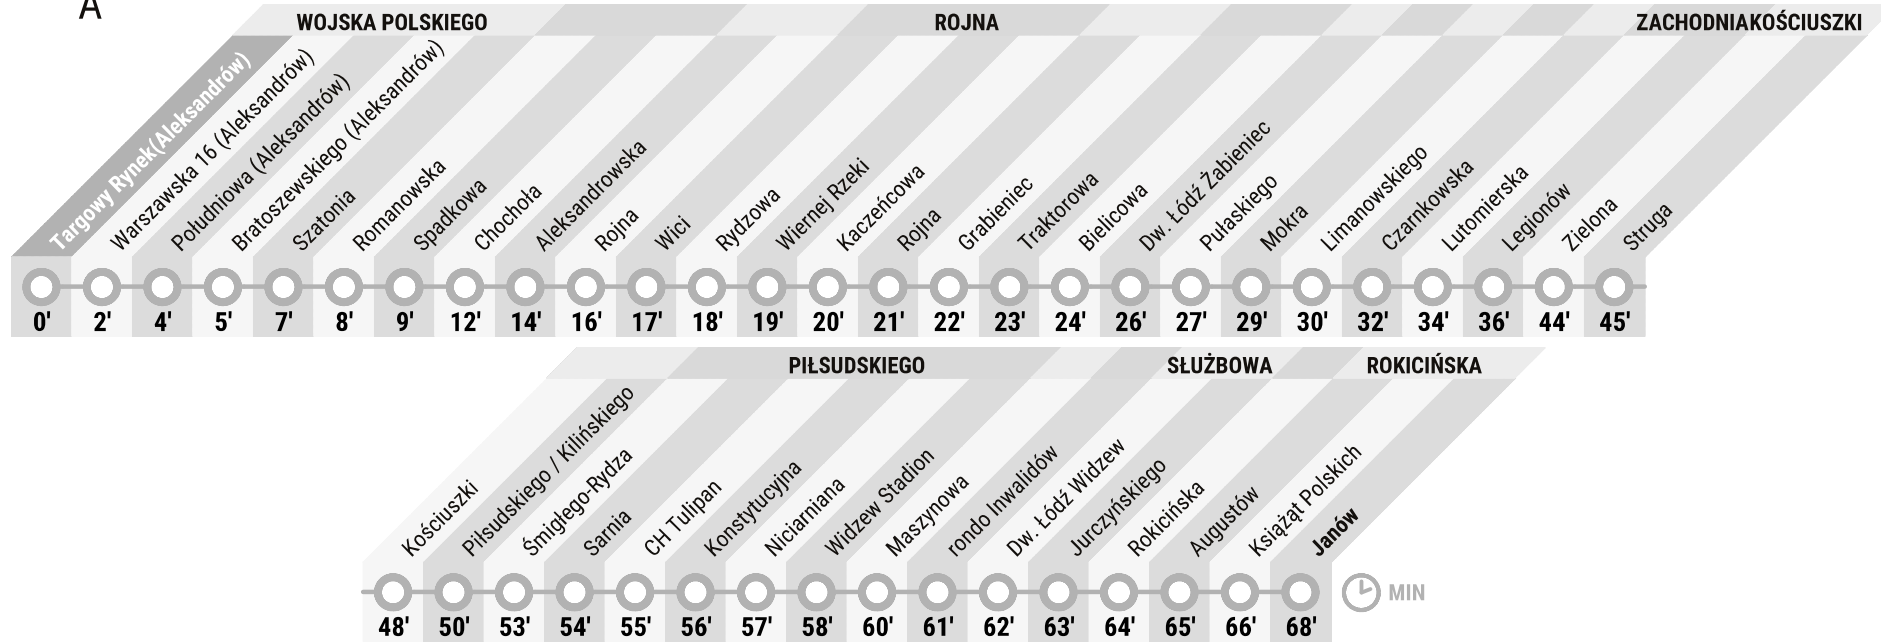 A
WOJSKA POLSKIEGO ROJNA ZACHODNIA KOŚCIUSZKI
Targowy Rynek(Aleksandrów)
Warszawska 16 (Aleksandrów)
Południowa (Aleksandrów)
Bratoszewskiego (Aleksandrów)
Szatonia
Romanowska
Spadkowa
Chochoła
Aleksandrowska
Rojna
Wici
Rydzowa
Wiernej Rzeki
Kaczeńcowa
Rojna
Grabieniec
Traktorowa
Bielicowa
Dw. Łódź Żabieniec
Pułaskiego
Mokra
Limanowskiego
Czarnkowska
Lutomierska
Legionów
Zielona
Struga
0' 2' 4' 5' 7' 8' 9' 12' 14' 16' 17' 18' 19' 20' 21' 22' 23' 24' 26' 27' 29' 30' 32' 34' 36' 44' 45'
PIŁSUDSKIEGO SŁUŻBOWA ROKICIŃSKA
Kościuszki
Piłsudskiego / Kilińskiego
Śmigłego-Rydza
Sarnia
CH Tulipan
Konstytucyjna
Niciarniana
Widzew Stadion
Maszynowa
rondo Inwalidów
Dw. Łódź Widzew
Jurczyńskiego
Rokicińska
Augustów
Książąt Polskich
Janów
MIN
48' 50' 53' 54' 55' 56' 57' 58' 60' 61' 62' 63' 64' 65' 66' 68'